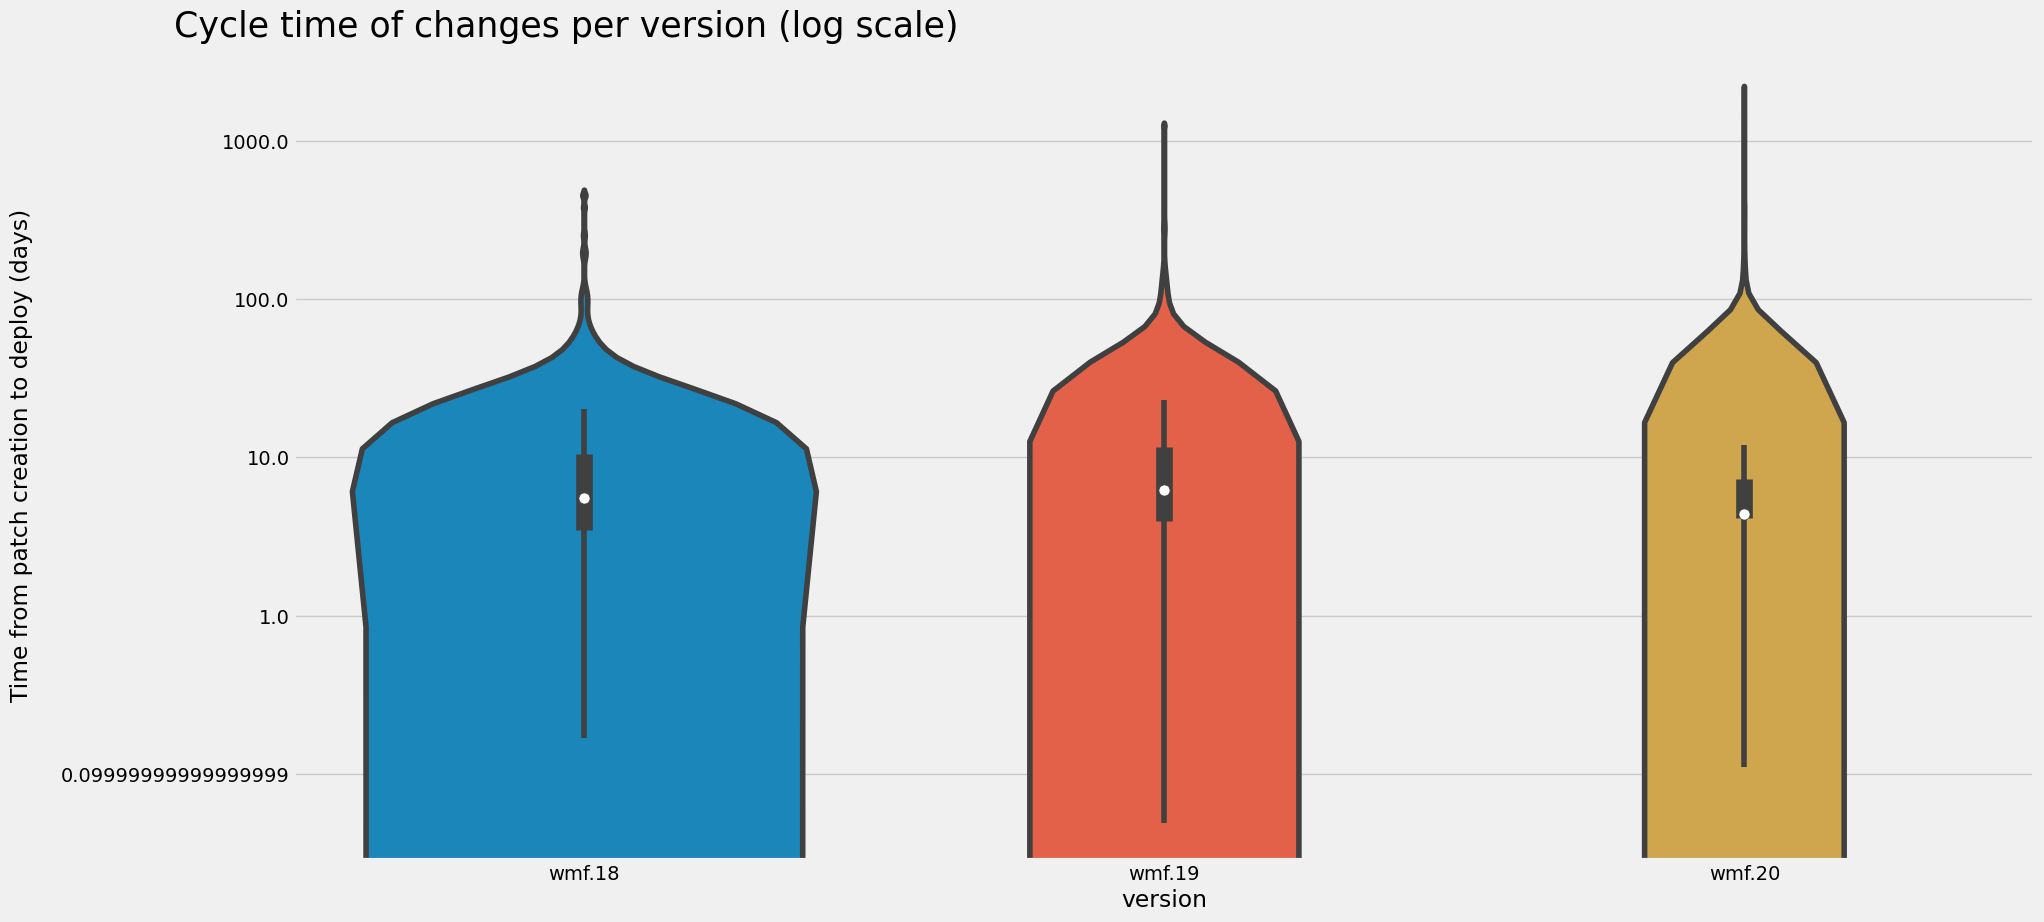 Cycle time of changes per version (log scale)
Time from patch creation to deploy (days)
1000.0
100.0
10.0
1.0
0.09999999999999999
wmf.18
wmf.19
wmf.20
version